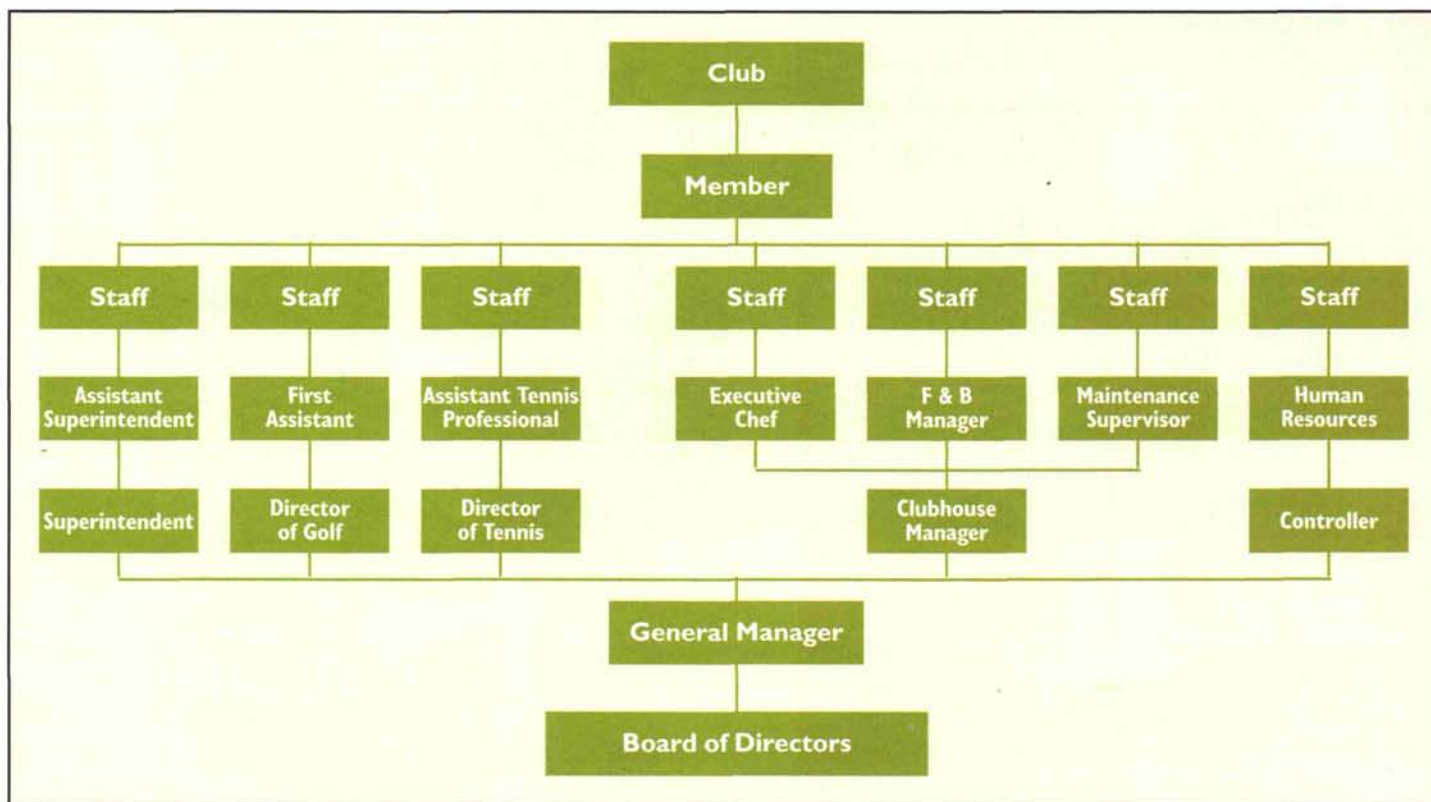 Club
Member
Staff
Staff
Staff
Staff
Staff
Staff
Staff
Assistant
Superintendent
First
Assistant
Assistant Tennis
Professional
Executive
Chef
F & B
Manager
Maintenance
Supervisor
Human
Resources
Superintendent
Director
of Golf
Director
of Tennis
Clubhouse
Manager
Controller
General Manager
Board of Directors